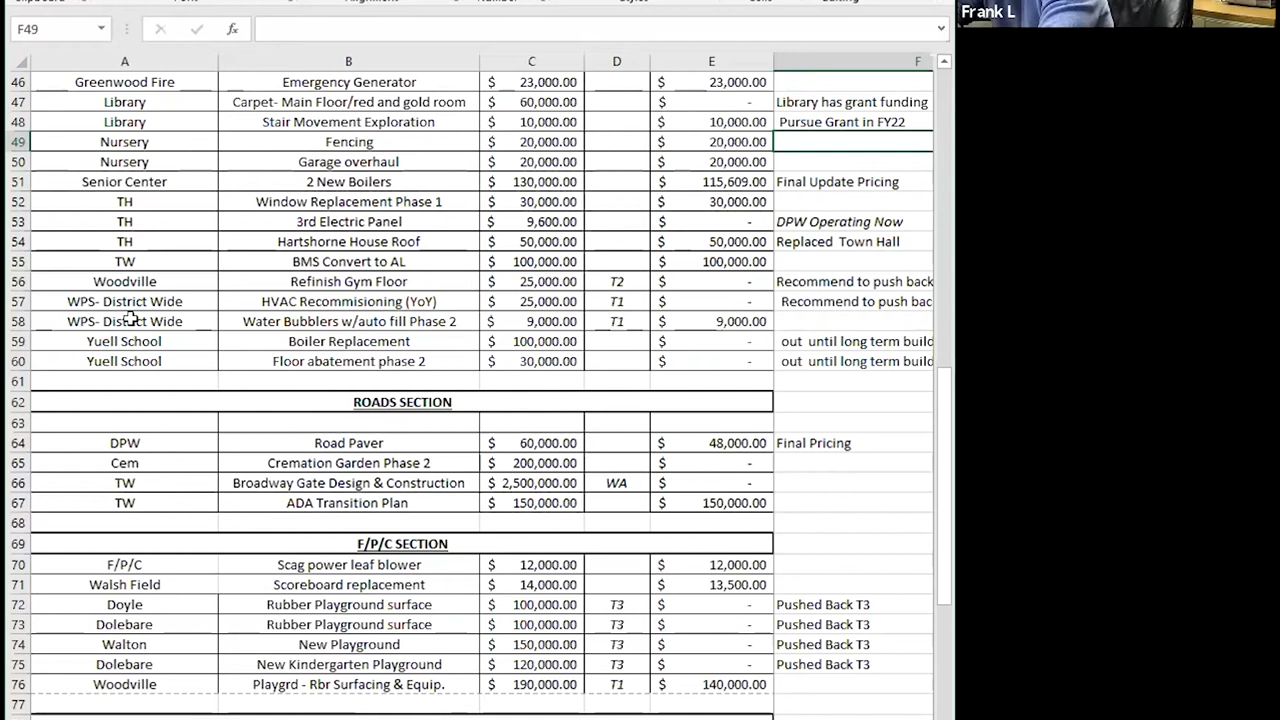 Frank L
F49
fx
A B C D E F
46 Greenwood Fire Emergency Generator $ 23,000.00 $ 23,000.00
47 Library Carpet- Main Floor/red and gold room $ 60,000.00 $ - Library has grant funding
48 Library Stair Movement Exploration $ 10,000.00 $ 10,000.00 Pursue Grant in FY22
49 Nursery Fencing $ 20,000.00 $ 20,000.00
50 Nursery Garage overhaul $ 20,000.00 $ 20,000.00
51 Senior Center 2 New Boilers $ 130,000.00 $ 115,609.00 Final Update Pricing
52 TH Window Replacement Phase 1 $ 30,000.00 $ 30,000.00
53 TH 3rd Electric Panel $ 9,600.00 $ - DPW Operating Now
54 TH Hartshorne House Roof $ 50,000.00 $ 50,000.00 Replaced Town Hall
55 TW BMS Convert to AL $ 100,000.00 $ 100,000.00
56 Woodville Refinish Gym Floor $ 25,000.00 T2 $ - Recommend to push back
57 WPS- District Wide HVAC Recommisioning (YoY) $ 25,000.00 T1 $ - Recommend to push bac
58 WPS- District Wide Water Bubblers w/auto fill Phase 2 $ 9,000.00 T1 $ 9,000.00
59 Yuell School Boiler Replacement $ 100,000.00 $ - out until long term build
60 Yuell School Floor abatement phase 2 $ 30,000.00 $ - out until long term build
61
62 ROADS SECTION
63
64 DPW Road Paver $ 60,000.00 $ 48,000.00 Final Pricing
65 Cem Cremation Garden Phase 2 $ 200,000.00 $ -
66 TW Broadway Gate Design & Construction $ 2,500,000.00 WA $ -
67 TW ADA Transition Plan $ 150,000.00 $ 150,000.00
68
69 F/P/C SECTION
70 F/P/C Scag power leaf blower $ 12,000.00 $ 12,000.00
71 Walsh Field Scoreboard replacement $ 14,000.00 $ 13,500.00
72 Doyle Rubber Playground surface $ 100,000.00 T3 $ - Pushed Back T3
73 Dolebare Rubber Playground surface $ 100,000.00 T3 $ - Pushed Back T3
74 Walton New Playground $ 150,000.00 T3 $ - Pushed Back T3
75 Dolebare New Kindergarten Playground $ 120,000.00 T3 $ - Pushed Back T3
76 Woodville Playgrd - Rbr Surfacing & Equip. $ 190,000.00 T1 $ 140,000.00
77